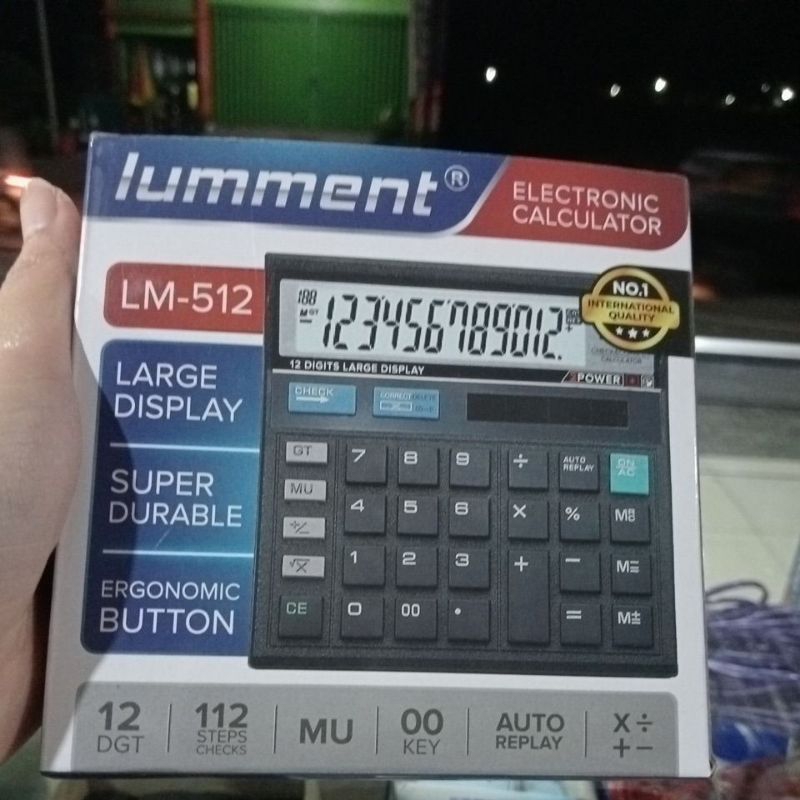 lumment®
ELECTRONIC
CALCULATOR
LM-512
NO.1
INTERNATIONAL
QUALITY
188
123456789012.
12 DIGITS LARGE DISPLAY
2POWER
LARGE
DISPLAY
SUPER
DURABLE
ERGONOMIC
BUTTON
CHECK
CORRECT
GT
7
8
9
÷
AUTO
REPLAY
ON
AC
MU
4
5
6
×
%
+/−
1
2
3
+
−
M=
√X
CE
0
00
.
=
M±
12
DGT
112
STEPS
CHECKS
MU
00
KEY
AUTO
REPLAY
X ÷
+ −